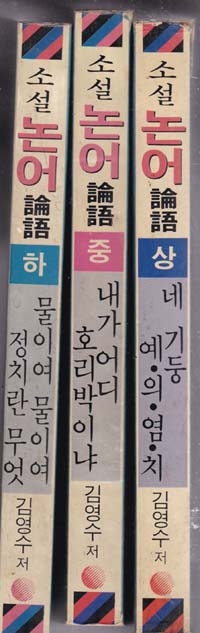 소설
논어
論語
하
물이여 물이여
정치란 무엇
김영수 저
소설
논어
論語
중
내가 어디
호리박이냐
김영수 저
소설
논어
論語
상
네 기둥
예·의·염·치
김영수 저